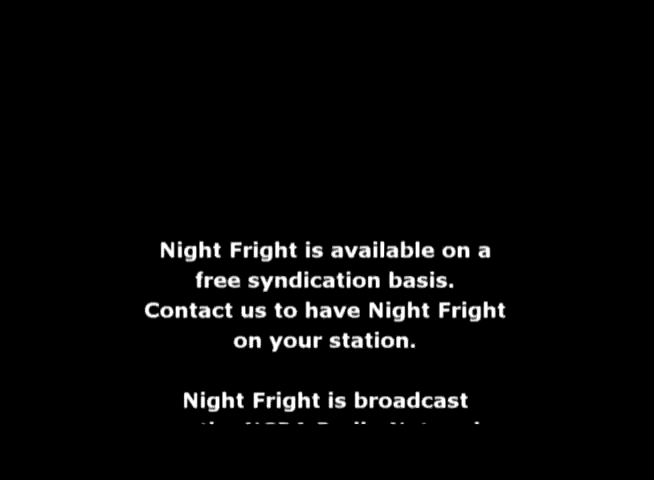 Night Fright is available on a
free syndication basis.
Contact us to have Night Fright
on your station.
Night Fright is broadcast